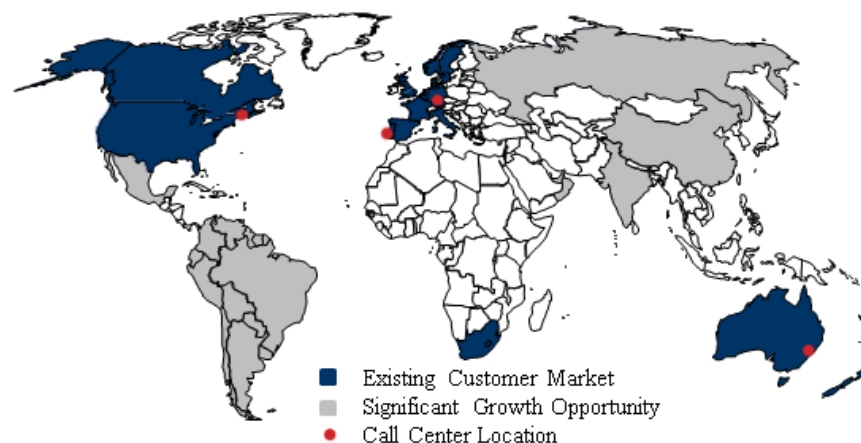 Existing Customer Market
Significant Growth Opportunity
Call Center Location